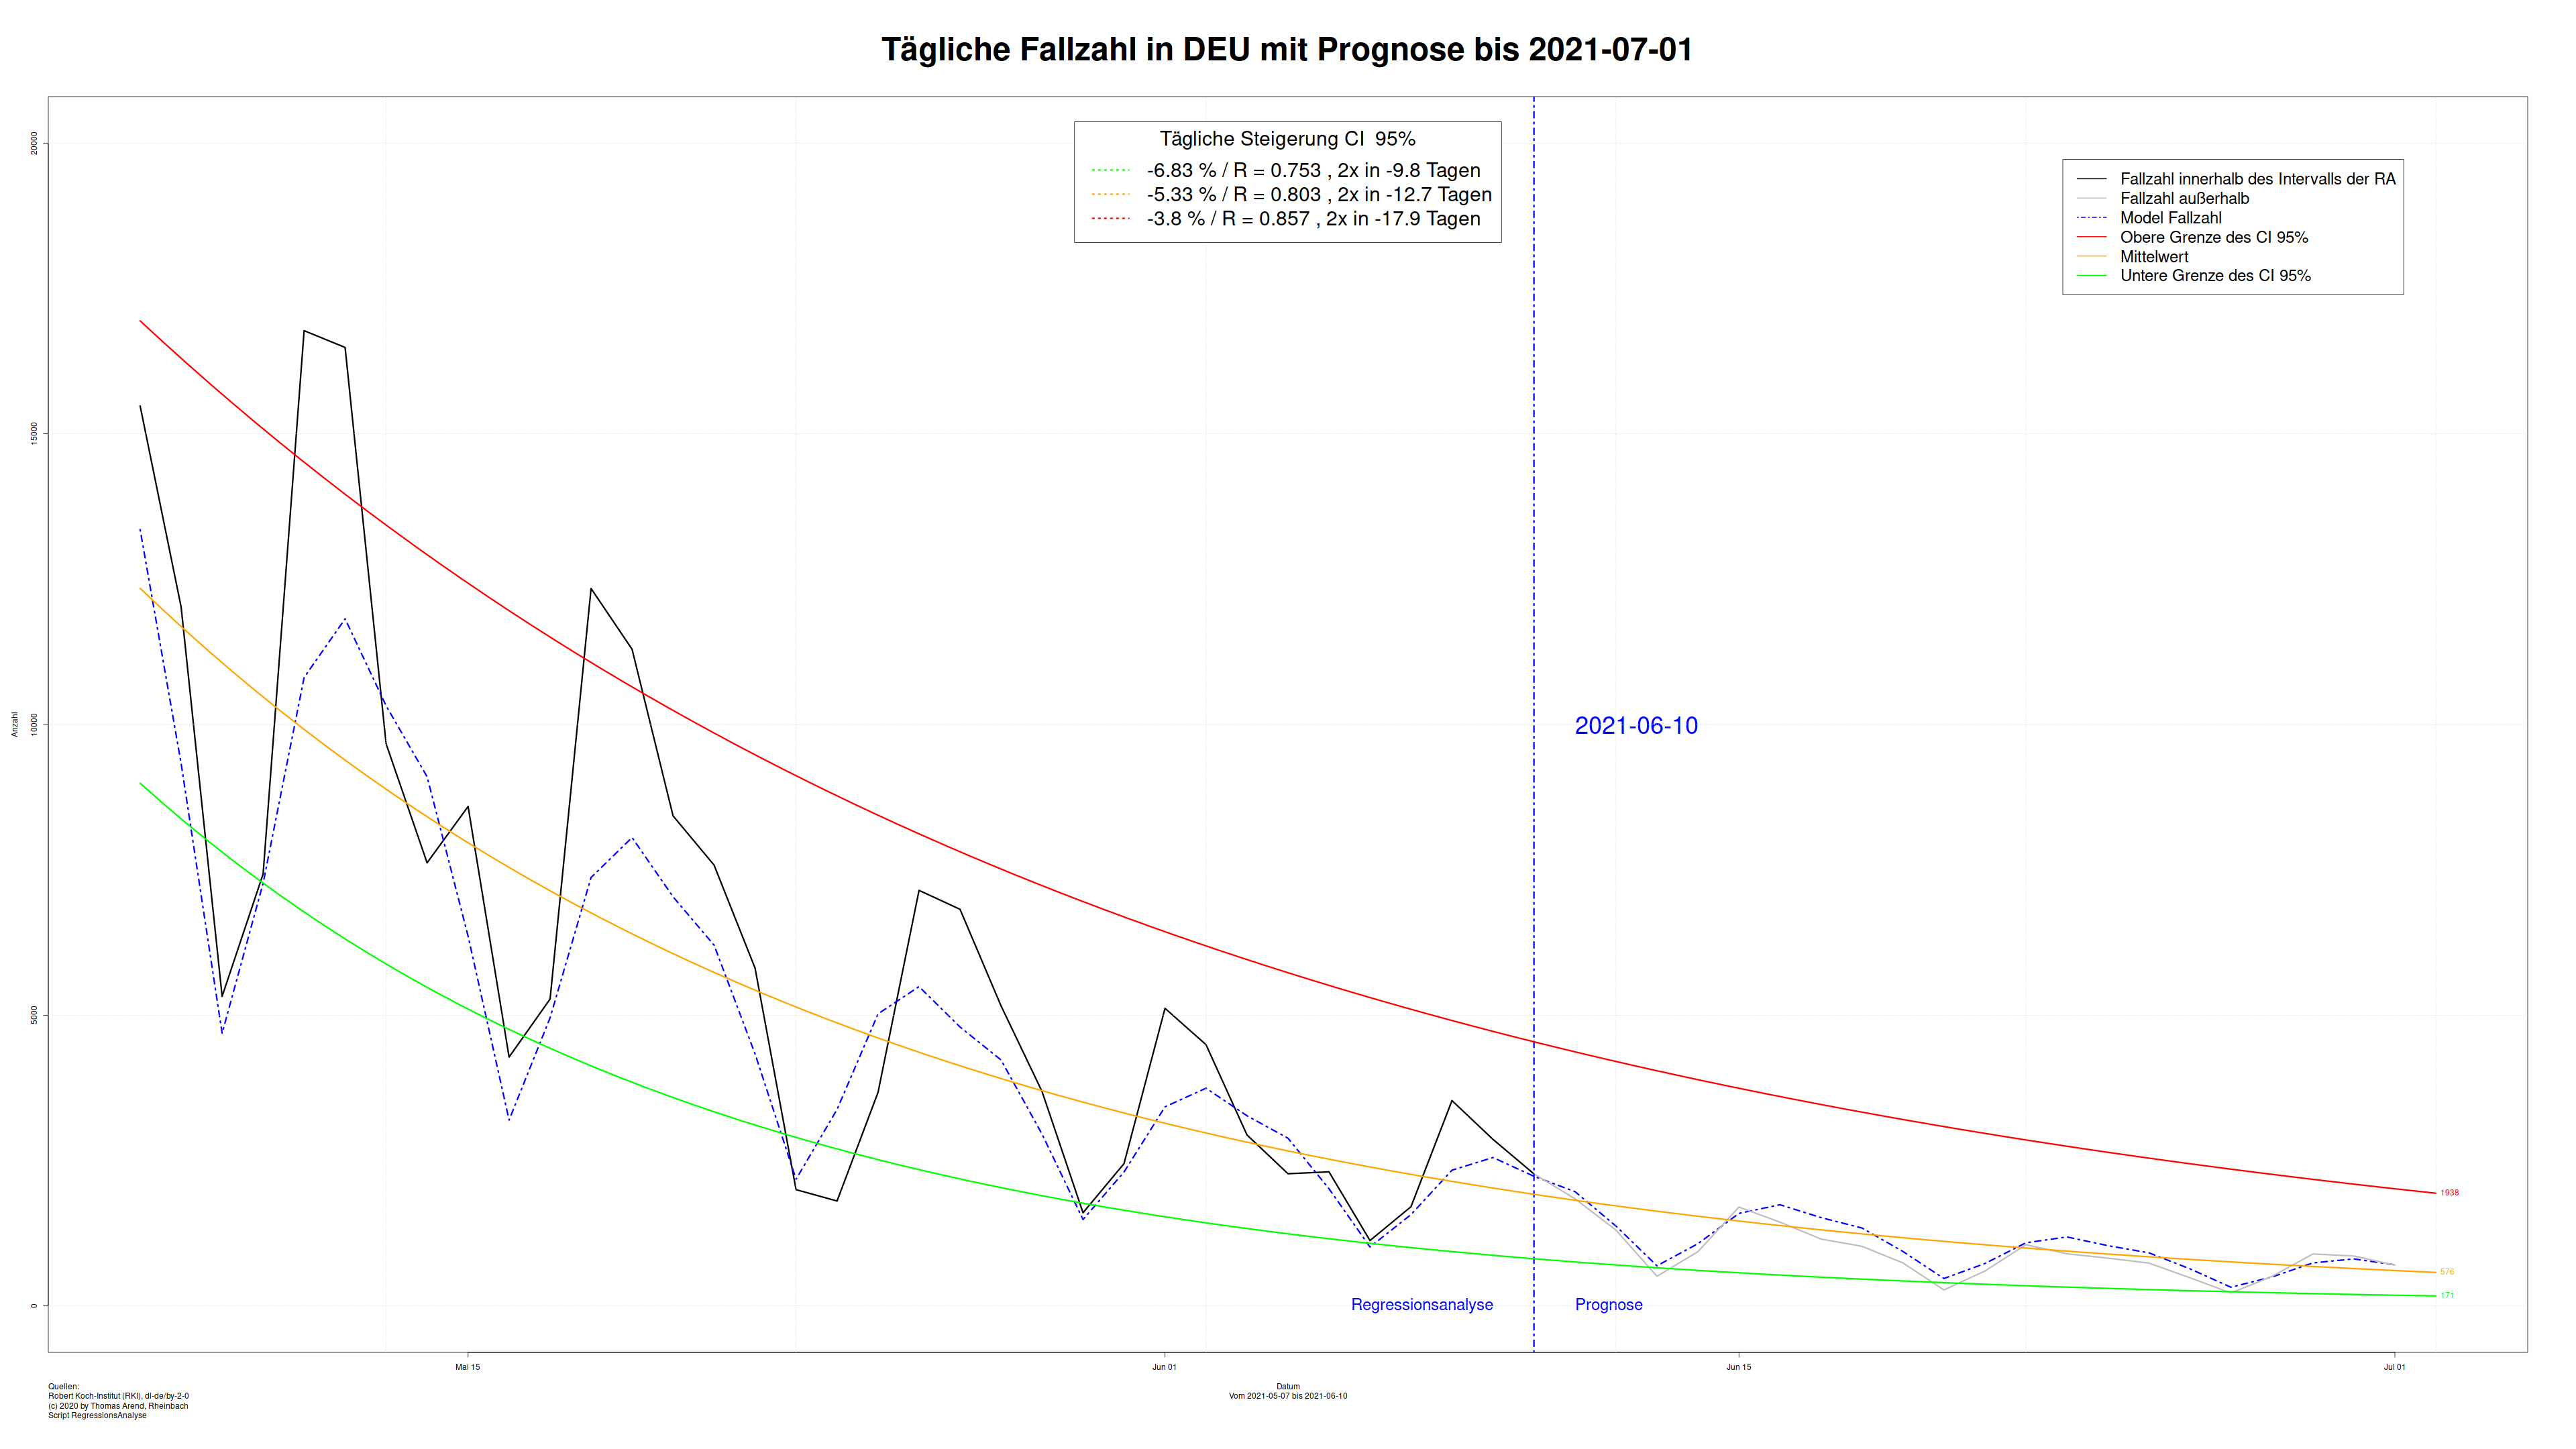 Tägliche Fallzahl in DEU mit Prognose bis 2021-07-01
Tägliche Steigerung CI  95%
-6.83 % / R = 0.753 , 2x in -9.8 Tagen
-5.33 % / R = 0.803 , 2x in -12.7 Tagen
-3.8 % / R = 0.857 , 2x in -17.9 Tagen
Fallzahl innerhalb des Intervalls der RA
Fallzahl außerhalb
Model Fallzahl
Obere Grenze des CI 95%
Mittelwert
Untere Grenze des CI 95%
20000
15000
10000
5000
0
Anzahl
2021-06-10
Regressionsanalyse
Prognose
1938
576
171
Mai 15
Jun 01
Jun 15
Jul 01
Datum
Vom 2021-05-07 bis 2021-06-10
Quellen:
Robert Koch-Institut (RKI), dl-de/by-2-0
(c) 2020 by Thomas Arend, Rheinbach
Script RegressionsAnalyse